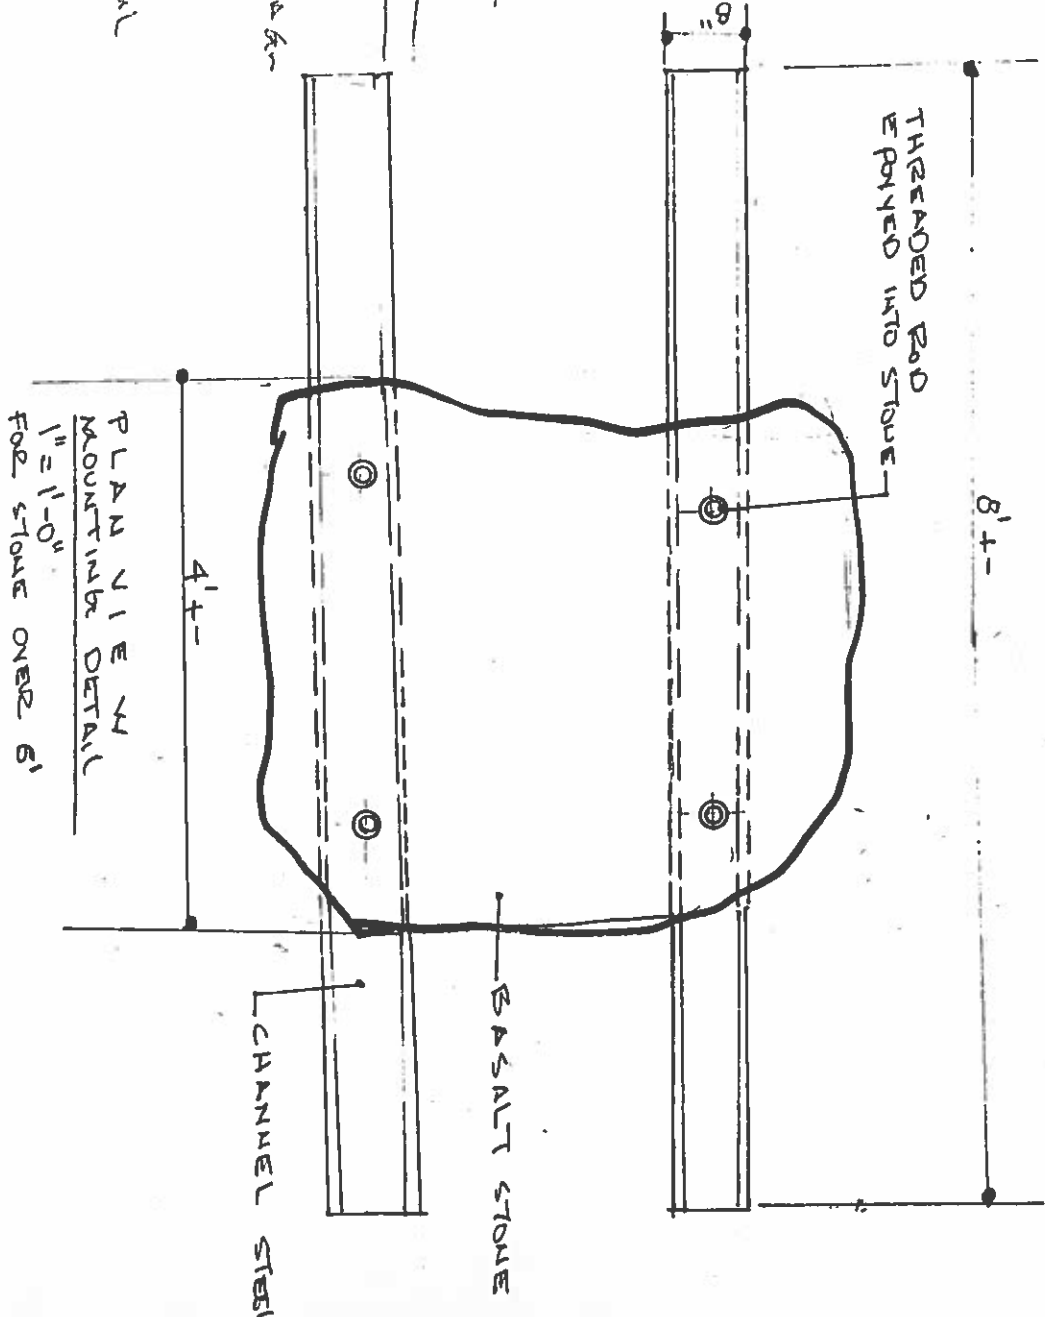 8"
THREADED ROD
EPOXYED INTO STONE
8' +-
4' +-
BASALT STONE
CHANNEL STEEL
PLAN VIEW
MOUNTING DETAIL
1" = 1'-0"
FOR STONE OVER 6'